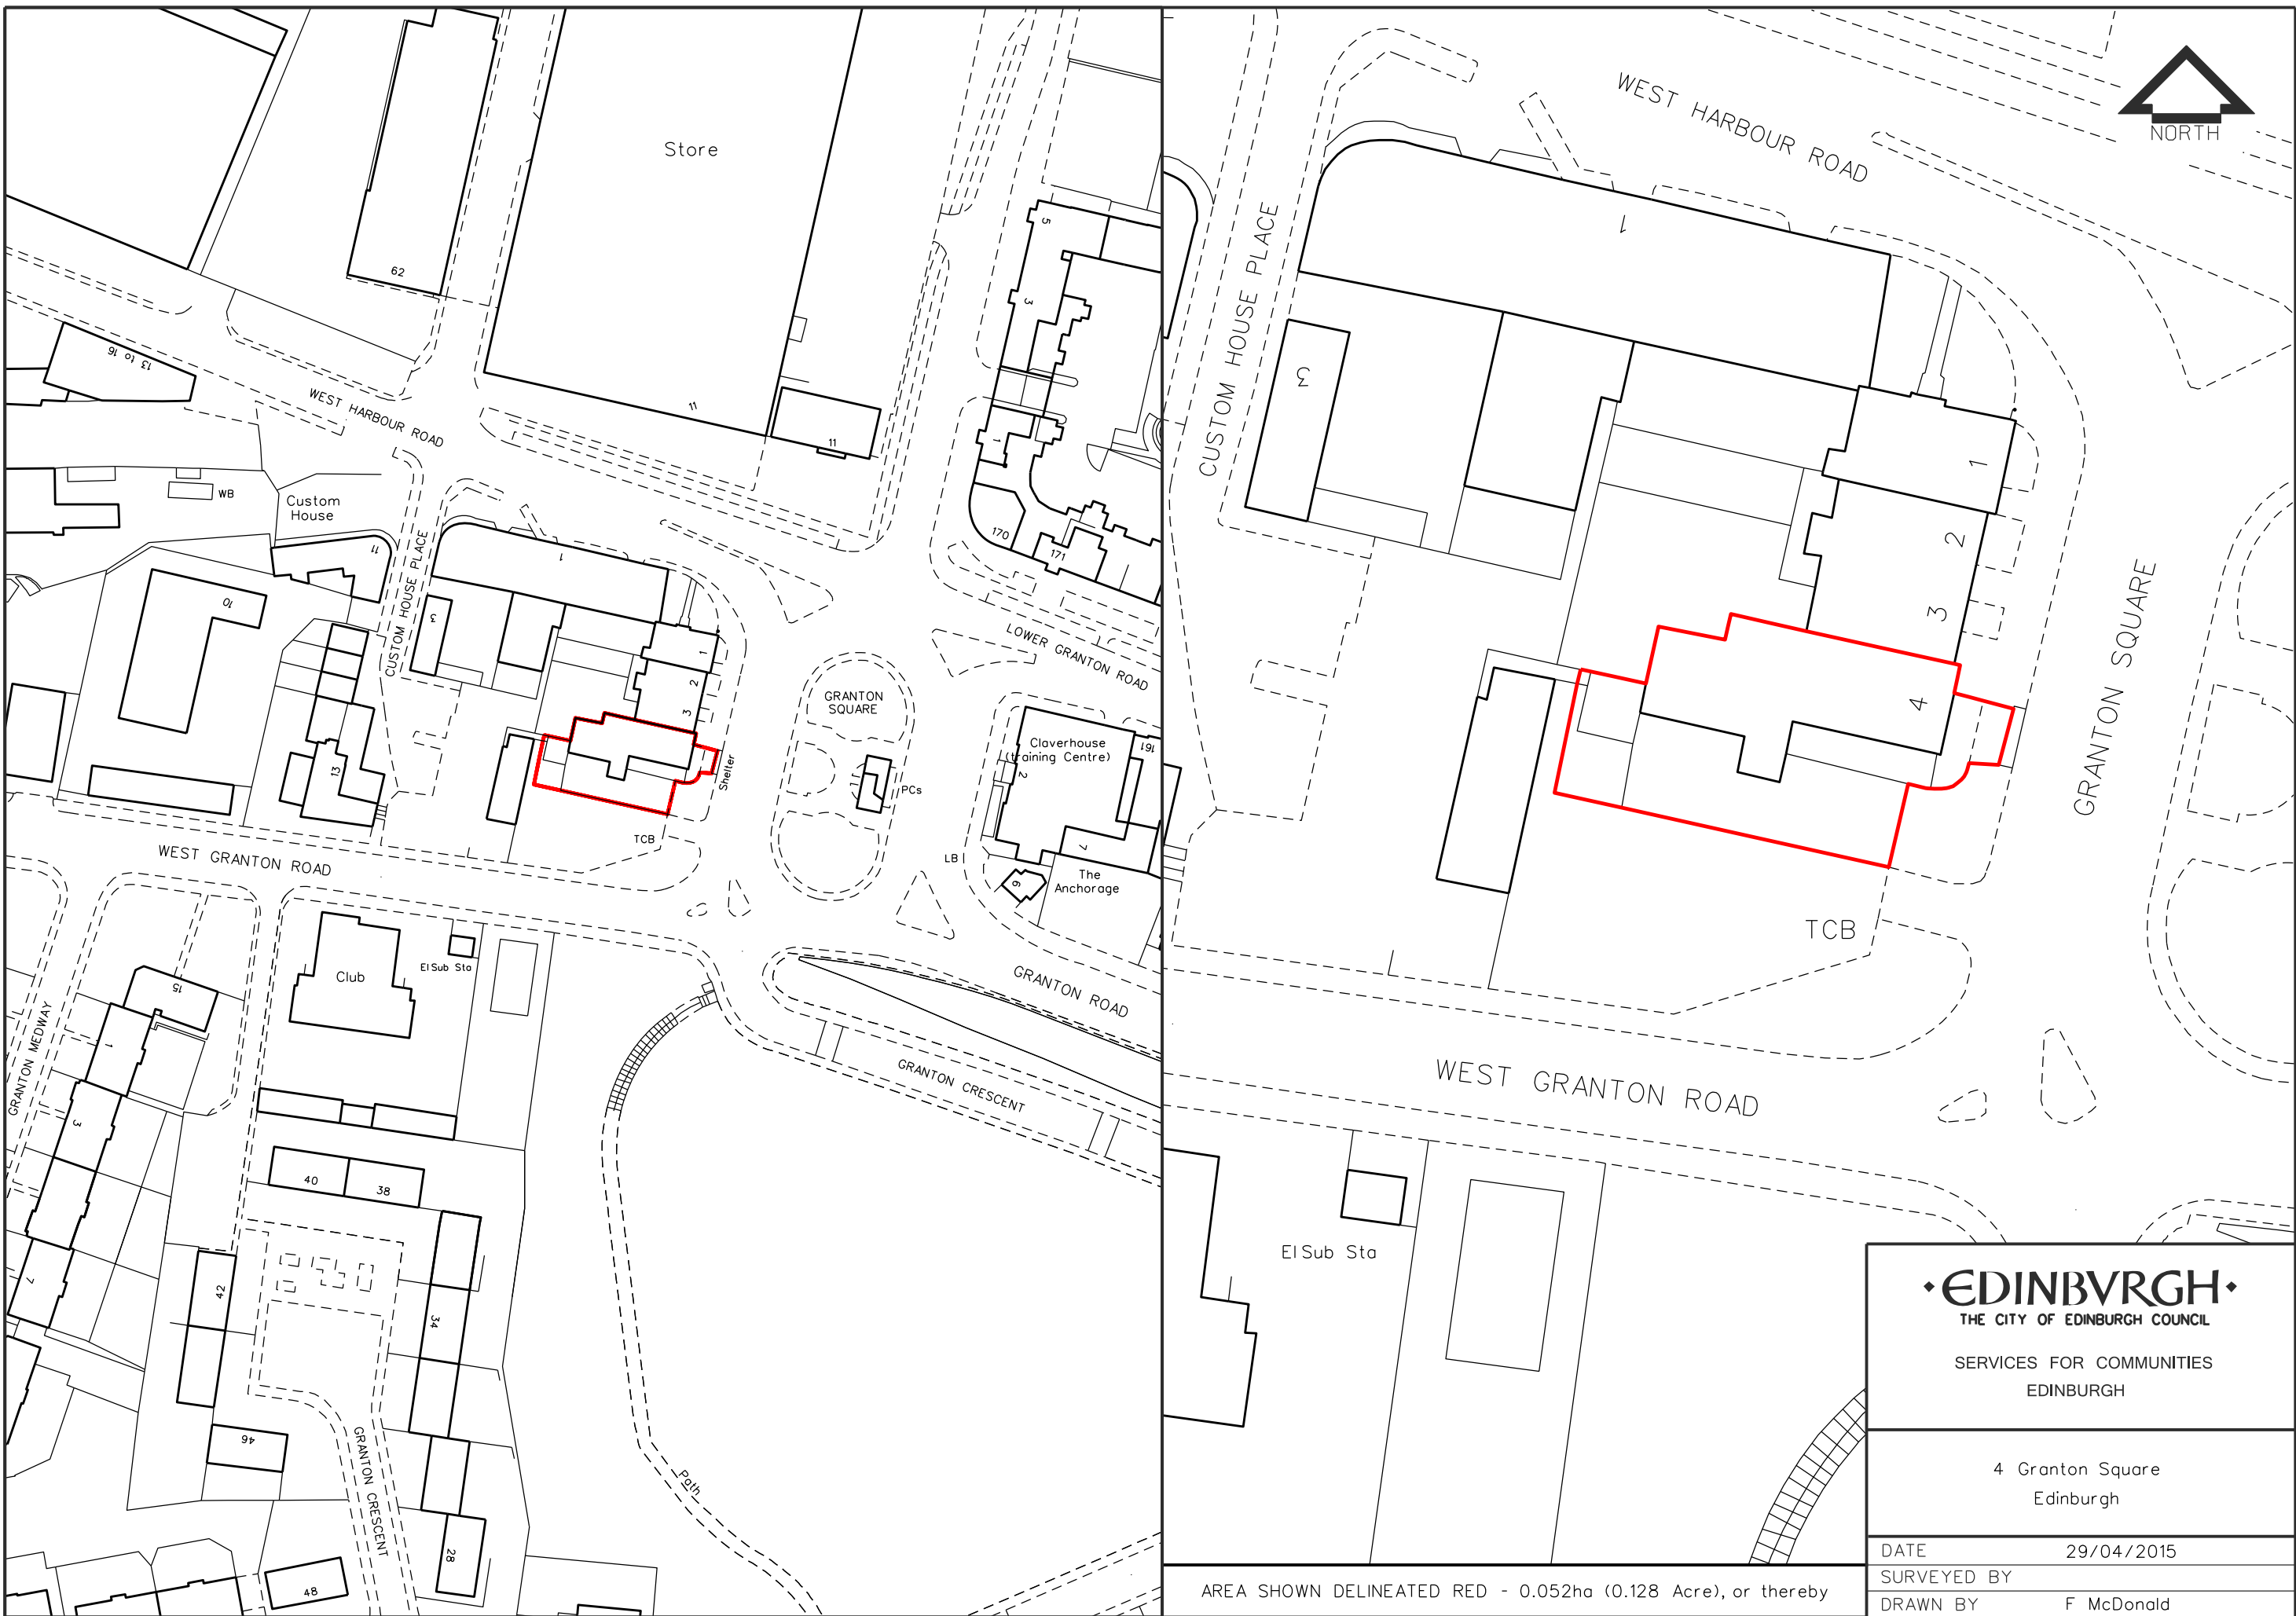 Store
62
11
11
5
3
1
170
171
13 to 16
WEST HARBOUR ROAD
WB
Custom
House
11
10
CUSTOM HOUSE PLACE
3
1
1
2
3
13
Shelter
TCB
GRANTON
SQUARE
PCs
LOWER GRANTON ROAD
Claverhouse
(training Centre)
2
161
7
LB
The
Anchorage
6
WEST GRANTON ROAD
Club
El Sub Sta
GRANTON ROAD
GRANTON CRESCENT
GRANTON MEDWAY
15
1
3
7
40
38
42
34
46
28
48
GRANTON CRESCENT
Path
NORTH
WEST HARBOUR ROAD
CUSTOM HOUSE PLACE
1
3
1
2
3
4
GRANTON SQUARE
TCB
WEST GRANTON ROAD
El Sub Sta
AREA SHOWN DELINEATED RED - 0.052ha (0.128 Acre), or thereby
·EDINBVRGH·
THE CITY OF EDINBURGH COUNCIL
SERVICES FOR COMMUNITIES
EDINBURGH
4 Granton Square
Edinburgh
DATE 29/04/2015
SURVEYED BY
DRAWN BY F McDonald